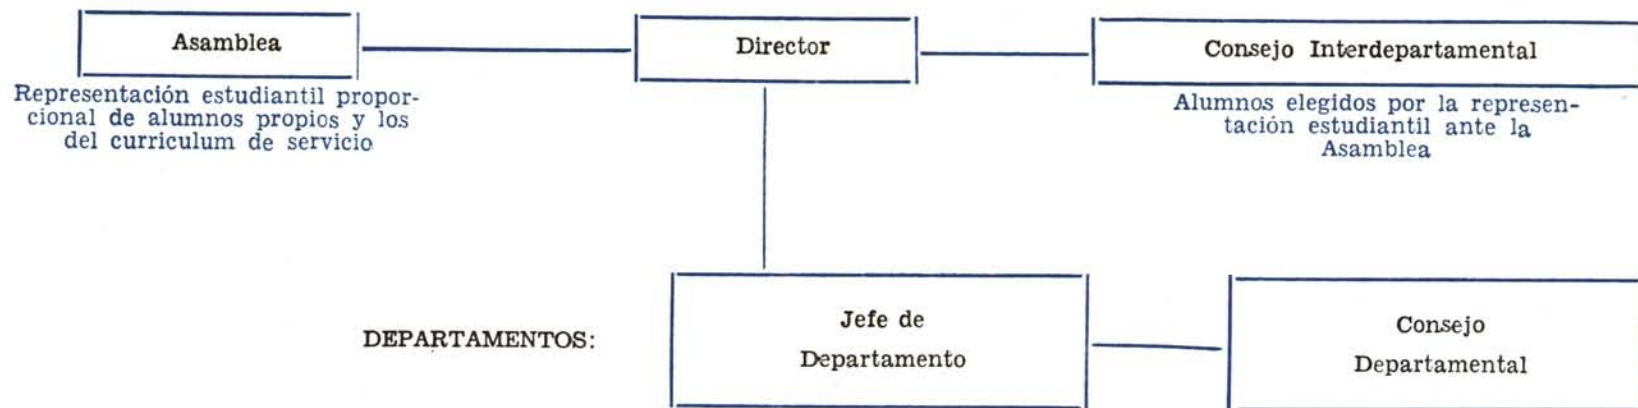 Asamblea
Director
Consejo Interdepartamental
Representación estudiantil propor-
cional de alumnos propios y los
del curriculum de servicio
Alumnos elegidos por la represen-
tación estudiantil ante la
Asamblea
DEPARTAMENTOS:
Jefe de
Departamento
Consejo
Departamental